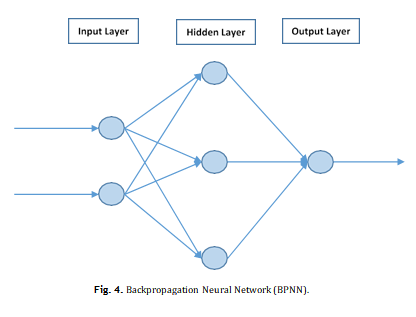 Input Layer
Hidden Layer
Output Layer
Fig. 4. Backpropagation Neural Network (BPNN).